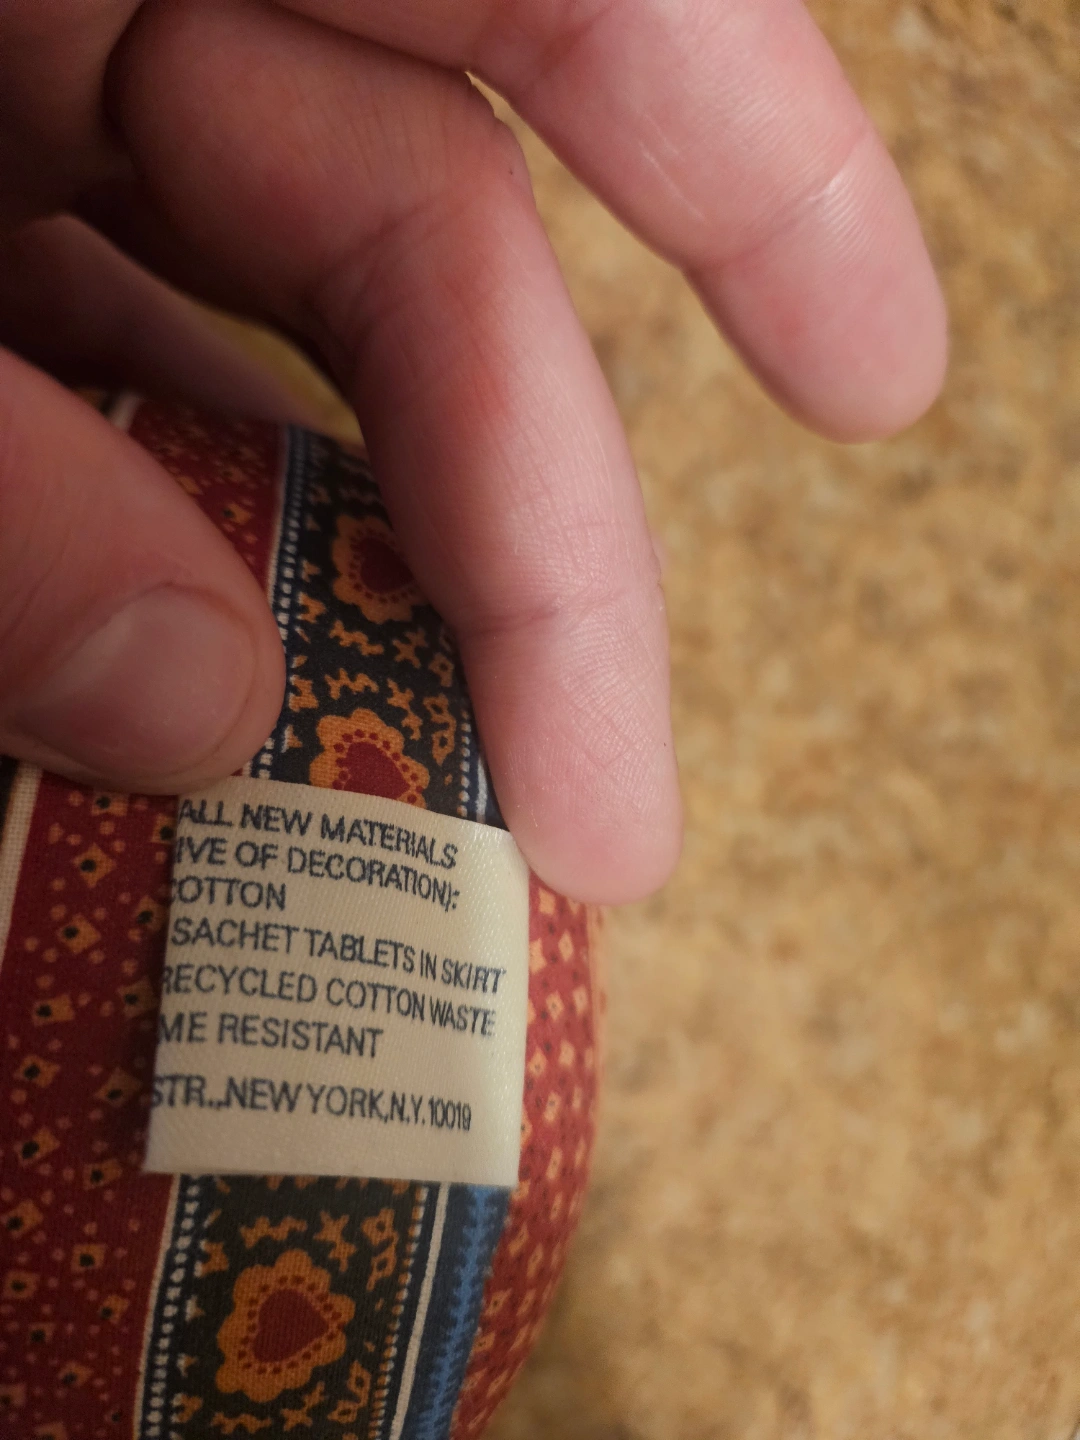 ALL NEW MATERIALS
IVE OF DECORATION):
COTTON
SACHET TABLETS IN SKIRT
RECYCLED COTTON WASTE
ME RESISTANT
STR.,NEW YORK,N.Y.10019